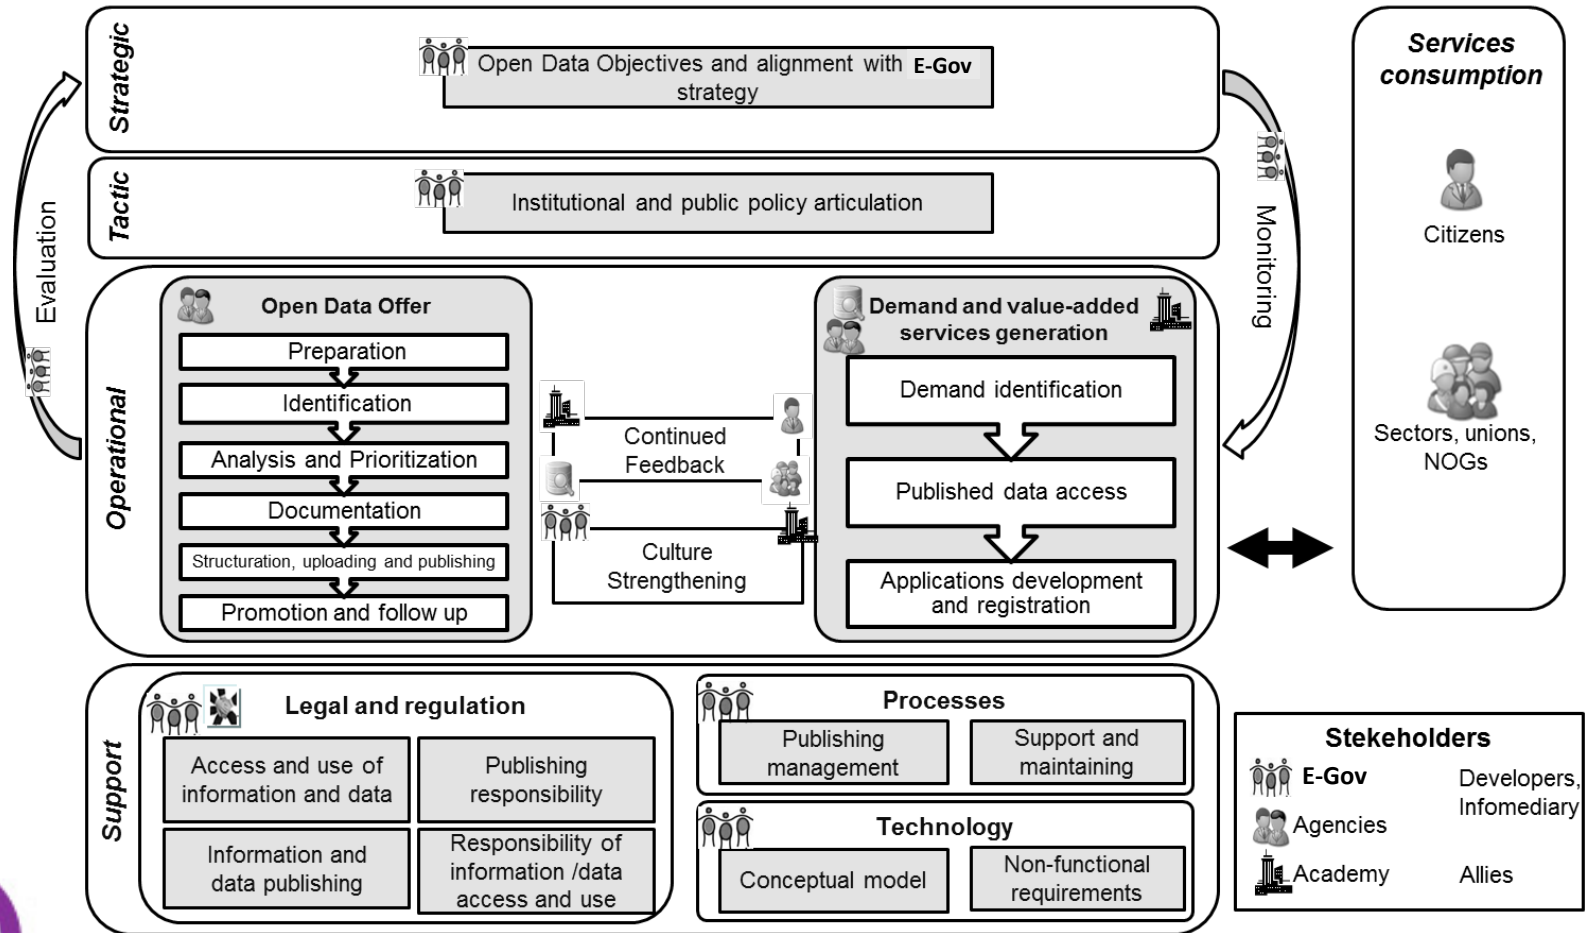 Strategic
Open Data Objectives and alignment with E-Gov
strategy
Tactic
Institutional and public policy articulation
Evaluation
Monitoring
Operational
Open Data Offer
Preparation
Identification
Analysis and Prioritization
Documentation
Structuration, uploading and publishing
Promotion and follow up
Continued
Feedback
Culture
Strengthening
Demand and value-added
services generation
Demand identification
Published data access
Applications development
and registration
Services
consumption
Citizens
Sectors, unions,
NOGs
Support
Legal and regulation
Access and use of
information and data
Publishing
responsibility
Information and
data publishing
Responsibility of
information /data
access and use
Processes
Publishing
management
Support and
maintaining
Technology
Conceptual model
Non-functional
requirements
Stekeholders
E-Gov
Agencies
Academy
Developers,
Infomediary
Allies